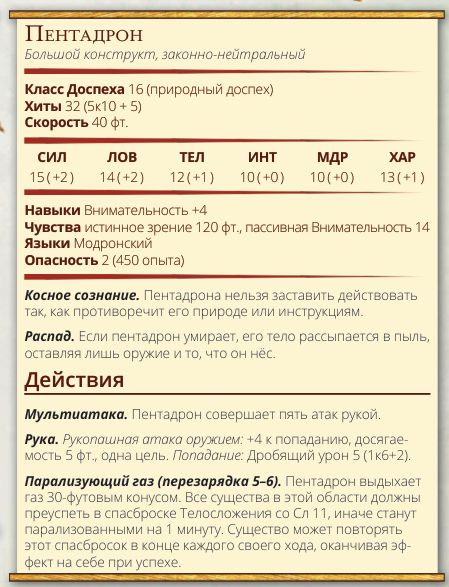 Пентадрон
Большой конструкт, законно-нейтральный
Класс Доспеха 16 (природный доспех)
Хиты 32 (5к10 + 5)
Скорость 40 фт.
СИЛ ЛОВ ТЕЛ ИНТ МДР ХАР
15 (+2) 14 (+2) 12 (+1) 10 (+0) 10 (+0) 13 (+1)
Навыки Внимательность +4
Чувства истинное зрение 120 фт., пассивная Внимательность 14
Языки Модронский
Опасность 2 (450 опыта)
Косное сознание. Пентадрона нельзя заставить действовать
так, как противоречит его природе или инструкциям.
Распад. Если пентадрон умирает, его тело рассыпается в пыль,
оставляя лишь оружие и то, что он нёс.
Действия
Мультиатака. Пентадрон совершает пять атак рукой.
Рука. Рукопашная атака оружием: +4 к попаданию, досягае-
мость 5 фт., одна цель. Попадание: Дробящий урон 5 (1к6+2).
Парализующий газ (перезарядка 5–6). Пентадрон выдыхает
газ 30-футовым конусом. Все существа в этой области должны
преуспеть в спасброске Телосложения со Сл 11, иначе станут
парализованными на 1 минуту. Существо может повторять
этот спасбросок в конце каждого своего хода, оканчивая эф-
фект на себе при успехе.